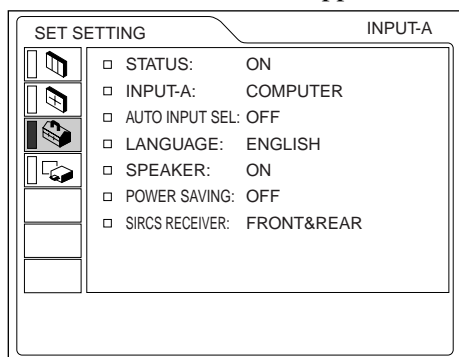 SET SETTING INPUT-A
STATUS: ON
INPUT-A: COMPUTER
AUTO INPUT SEL: OFF
LANGUAGE: ENGLISH
SPEAKER: ON
POWER SAVING: OFF
SIRCS RECEIVER: FRONT&REAR